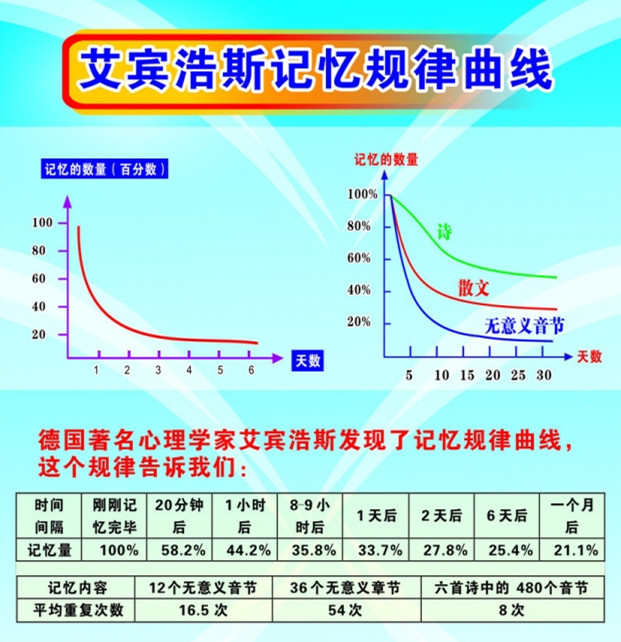 艾宾浩斯记忆规律曲线
记忆的数量（百分数）
100
80
60
40
20
1 2 3 4 5 6
天数
记忆的数量
100%
80%
60%
40%
20%
诗
散文
无意义音节
5 10 15 20 25 30
天数
德国著名心理学家艾宾浩斯发现了记忆规律曲线，
这个规律告诉我们：
时间间隔 刚刚记忆完毕 20分钟后 1小时后 8-9小时后 1天后 2天后 6天后 一个月后
记忆量 100% 58.2% 44.2% 35.8% 33.7% 27.8% 25.4% 21.1%
记忆内容 12个无意义音节 36个无意义章节 六首诗中的 480个音节
平均重复次数 16.5次 54次 8次